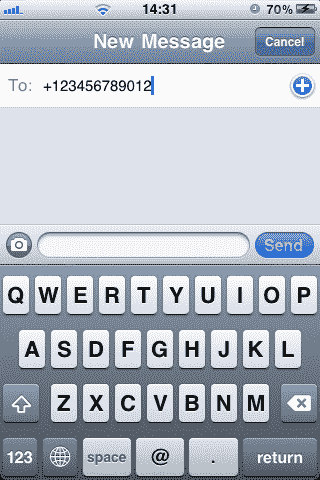 14:31 70%
New Message Cancel
To: +123456789012
Send
Q W E R T Y U I O P
A S D F G H J K L
Z X C V B N M
123 space @ . return